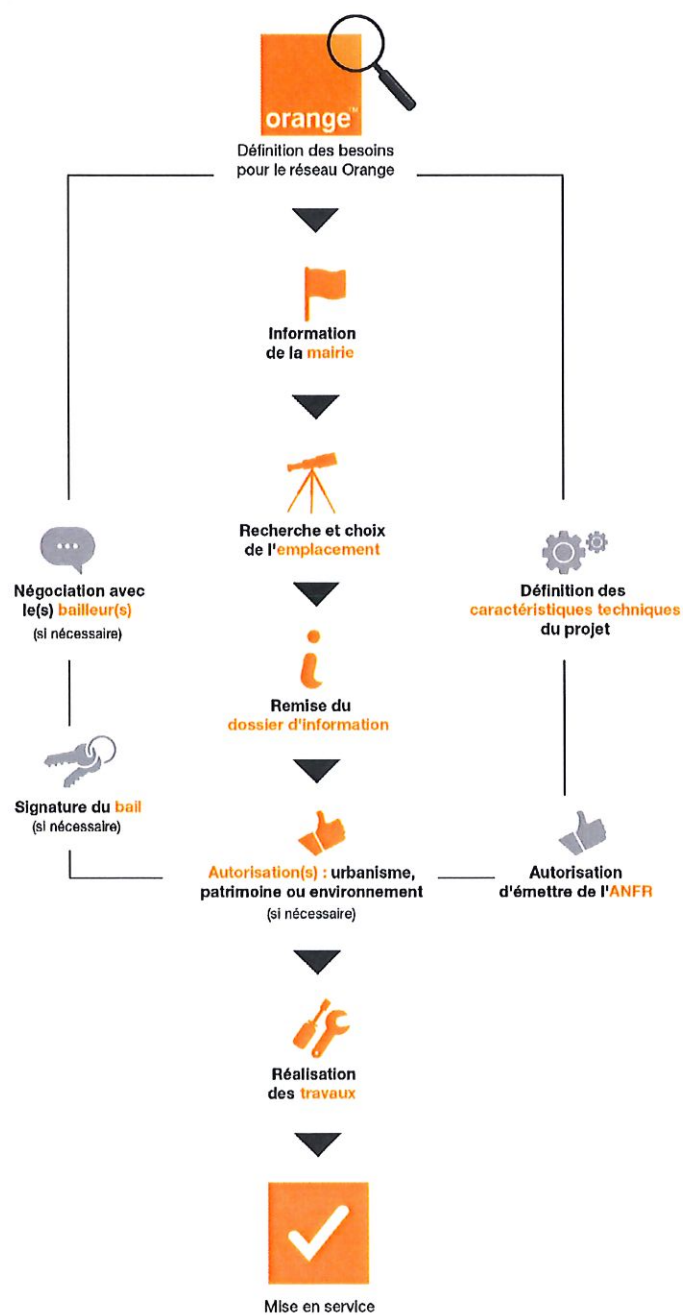 orange™
Définition des besoins
pour le réseau Orange
Information
de la mairie
Recherche et choix
de l'emplacement
Négociation avec
le(s) bailleur(s)
(si nécessaire)
Définition des
caractéristiques techniques
du projet
Remise du
dossier d'information
Signature du bail
(si nécessaire)
Autorisation(s) : urbanisme,
patrimoine ou environnement
(si nécessaire)
Autorisation
d'émettre de l'ANFR
Réalisation
des travaux
Mise en service